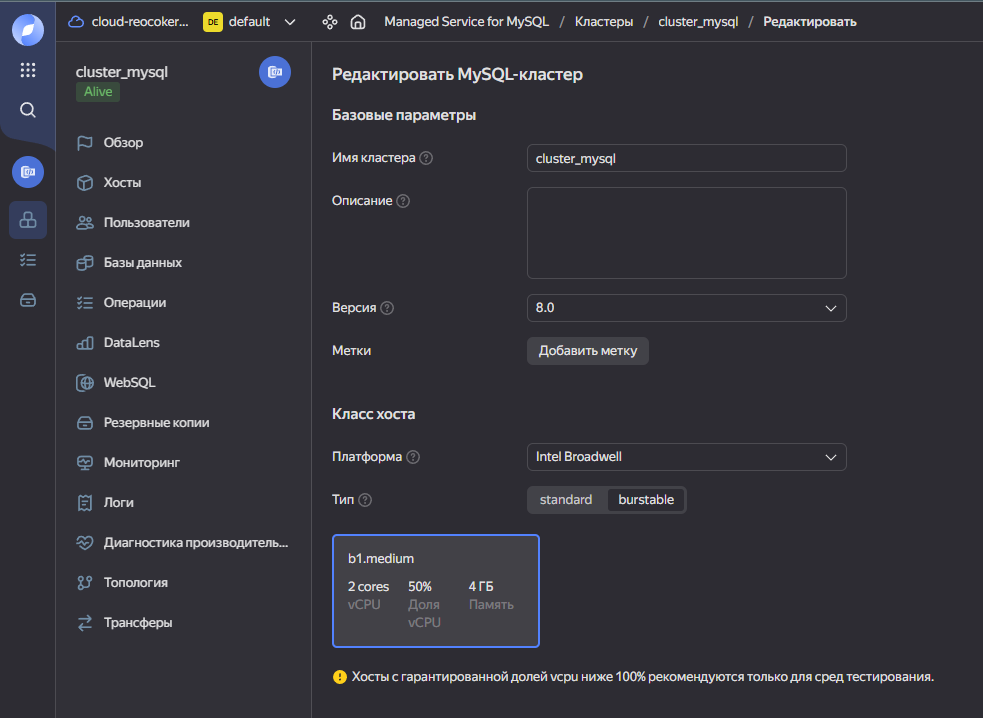 cloud-reocoker...
DE
default
Managed Service for MySQL / Кластеры / cluster_mysql / Редактировать
cluster_mysql
Alive
Обзор
Хосты
Пользователи
Базы данных
Операции
DataLens
WebSQL
Резервные копии
Мониторинг
Логи
Диагностика производитель...
Топология
Трансферы
Редактировать MySQL-кластер
Базовые параметры
Имя кластера ?
cluster_mysql
Описание ?
Версия ?
8.0
Метки
Добавить метку
Класс хоста
Платформа ?
Intel Broadwell
Тип ?
standard
burstable
b1.medium
2 cores 50% 4 ГБ
vCPU Доля Память
vCPU
! Хосты с гарантированной долей vcpu ниже 100% рекомендуются только для сред тестирования.